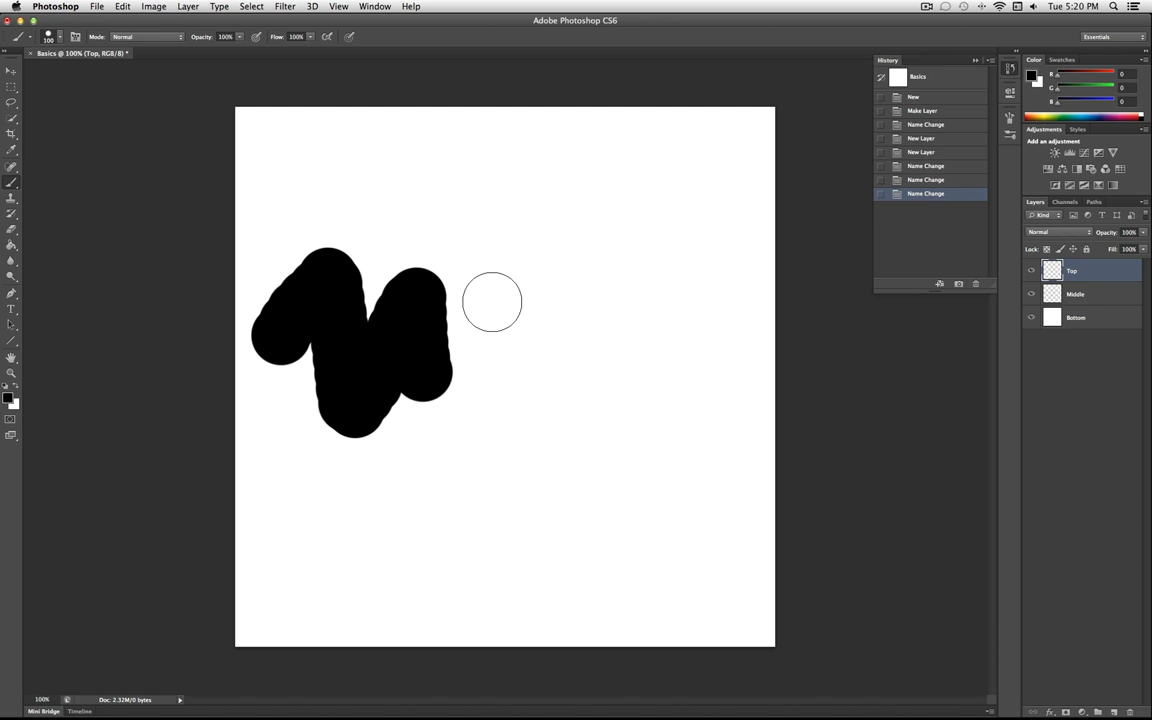 Photoshop File Edit Image Layer Type Select Filter 3D View Window Help Tue 5:20 PM
Adobe Photoshop CS6
100 Mode: Normal Opacity: 100% Flow: 100% Essentials
× Basics @ 100% (Top, RGB/8) *
History
Basics
New
Make Layer
Name Change
New Layer
New Layer
Name Change
Name Change
Name Change
Color Swatches
R 0
G 0
B 0
Adjustments Styles
Add an adjustment
Layers Channels Paths
Kind
Normal Opacity: 100%
Lock: Fill: 100%
Top
Middle
Bottom
100% Doc: 2.32M/0 bytes
Mini Bridge Timeline